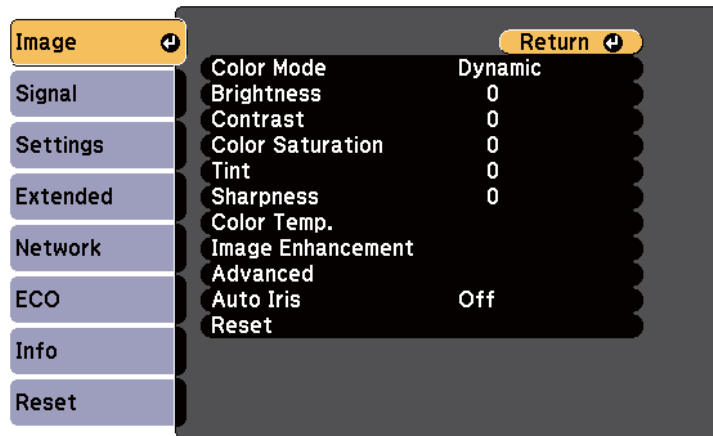 Image
Signal
Settings
Extended
Network
ECO
Info
Reset
Return
Color Mode Dynamic
Brightness 0
Contrast 0
Color Saturation 0
Tint 0
Sharpness 0
Color Temp.
Image Enhancement
Advanced
Auto Iris Off
Reset